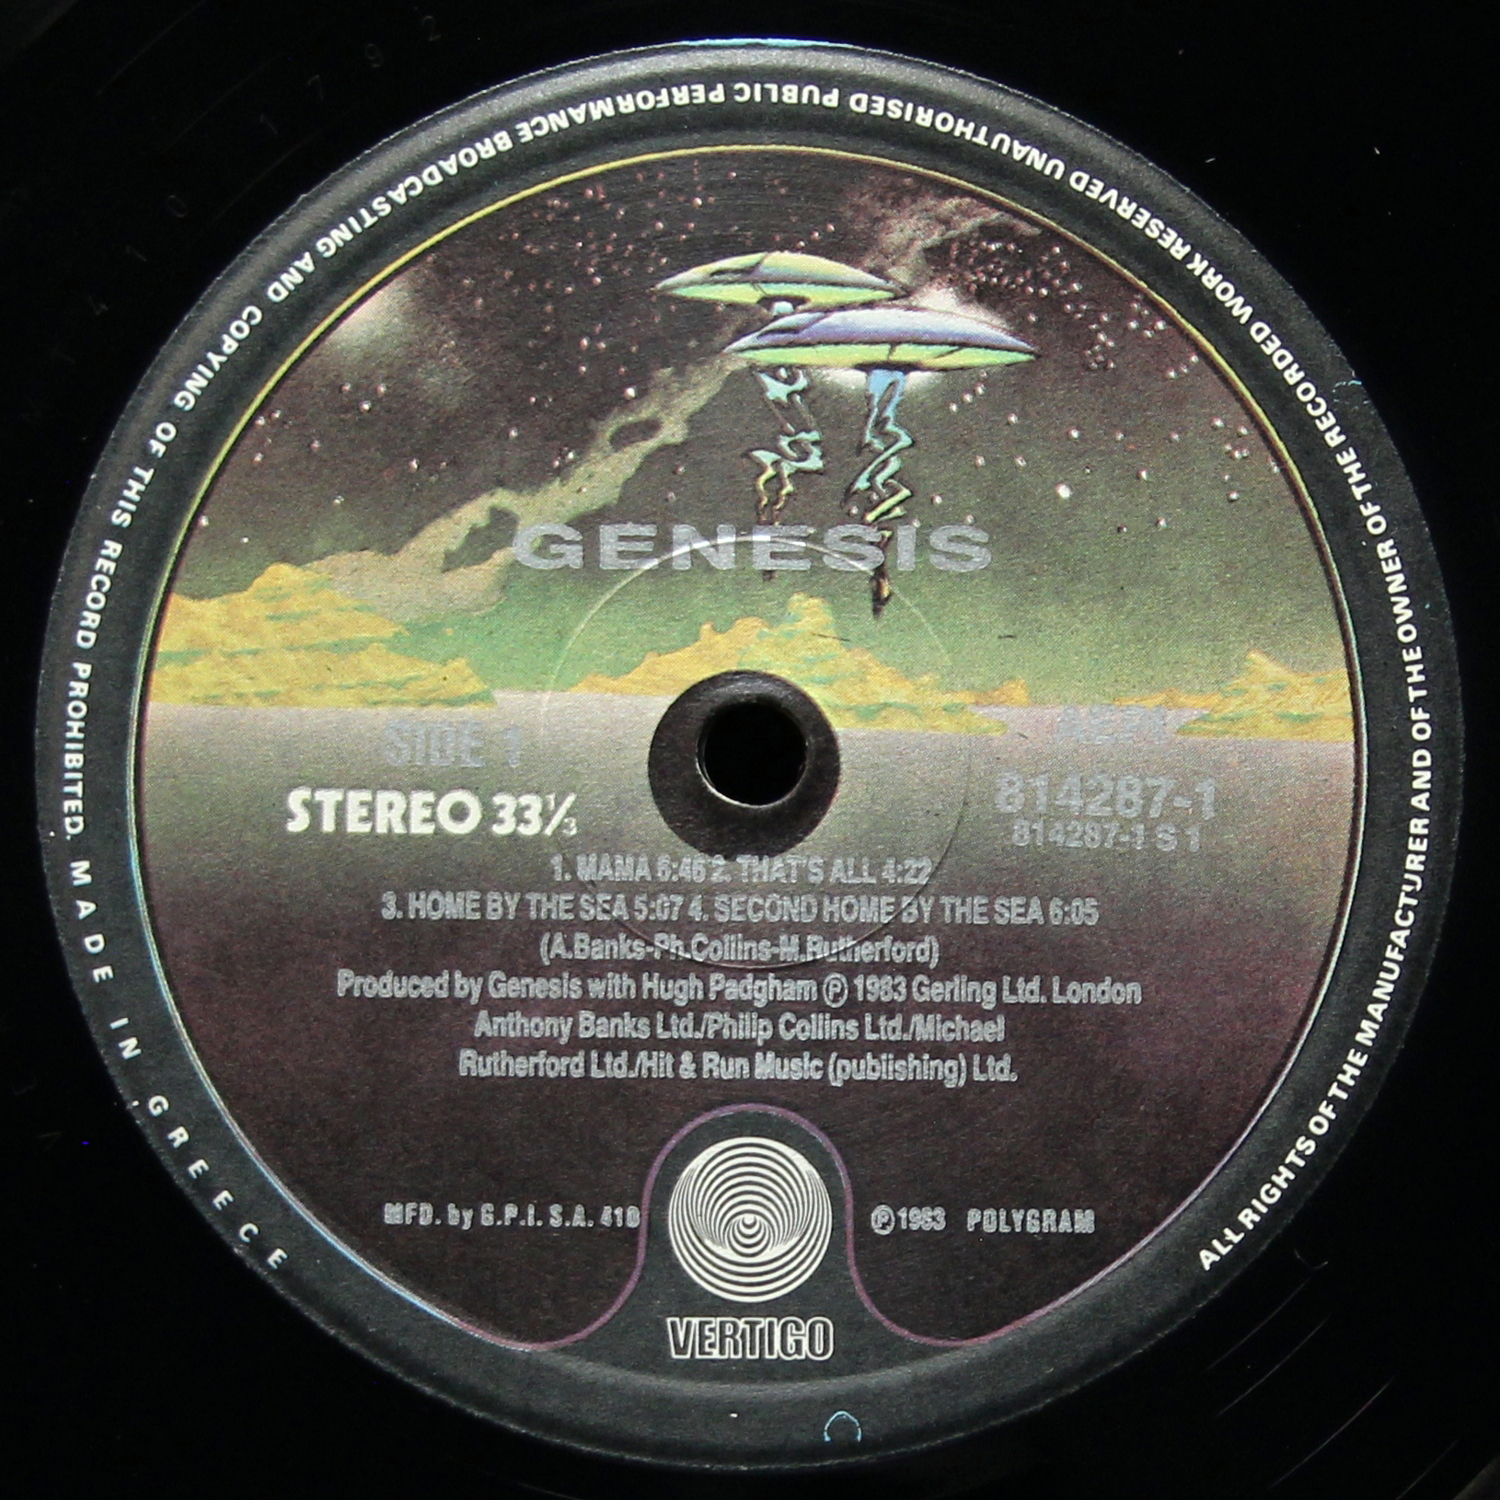 ALL RIGHTS OF THE MANUFACTURER AND OF THE OWNER OF THE RECORDED WORK RESERVED UNAUTHORISED PUBLIC PERFORMANCE BROADCASTING AND COPYING OF THIS RECORD PROHIBITED. MADE IN GREECE
GENESIS
SIDE 1
STEREO 33⅓
814287-1
814287-1 S 1
1. MAMA 6:46 2. THAT'S ALL 4:22
3. HOME BY THE SEA 5:07 4. SECOND HOME BY THE SEA 6:05
(A.Banks-Ph.Collins-M.Rutherford)
Produced by Genesis with Hugh Padgham ℗ 1983 Gerling Ltd. London
Anthony Banks Ltd./Philip Collins Ltd./Michael
Rutherford Ltd./Hit & Run Music (publishing) Ltd.
MFD. by G.P.I. S.A. 410
℗1983 POLYGRAM
VERTIGO